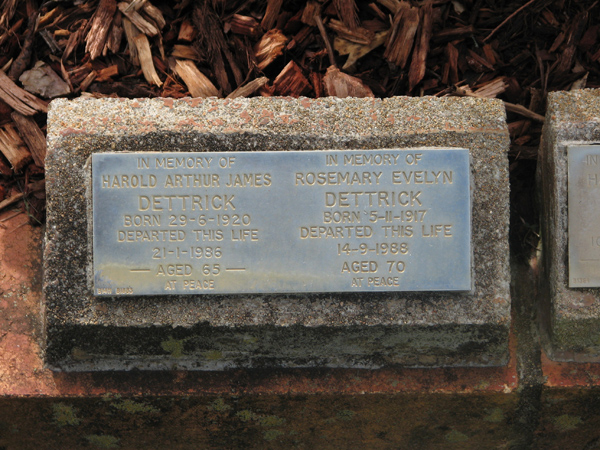 IN MEMORY OF
HAROLD ARTHUR JAMES
DETTRICK
BORN 29-6-1920
DEPARTED THIS LIFE
21-1-1986
— AGED 65 —
AT PEACE
IN MEMORY OF
ROSEMARY EVELYN
DETTRICK
BORN 5-11-1917
DEPARTED THIS LIFE
14-9-1988
AGED 70
AT PEACE